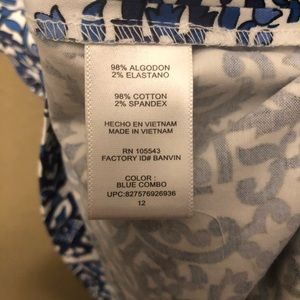 98% ALGODON
2% ELASTANO
98% COTTON
2% SPANDEX
HECHO EN VIETNAM
MADE IN VIETNAM
RN 105543
FACTORY ID# BANVIN
COLOR :
BLUE COMBO
UPC:827576926936
12